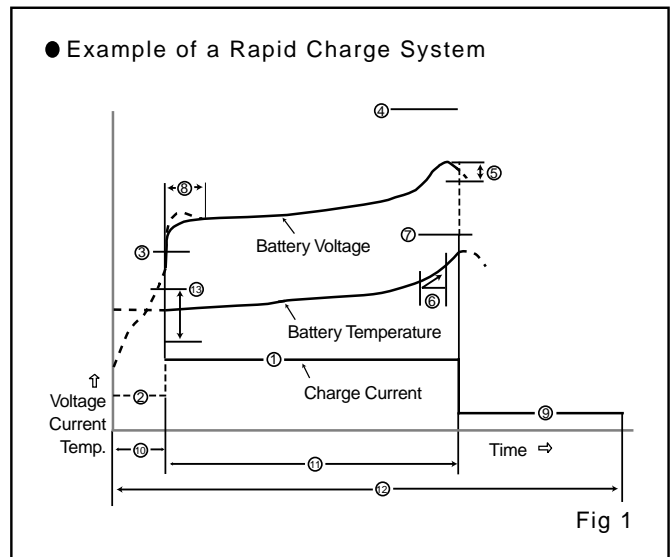 ● Example of a Rapid Charge System
④
⑤
⑧
③
Battery Voltage
⑦
⑬
⑥
Battery Temperature
①
Charge Current
②
⇧
Voltage
Current
Temp.
⑨
⑩
Time ⇨
⑪
⑫
Fig 1